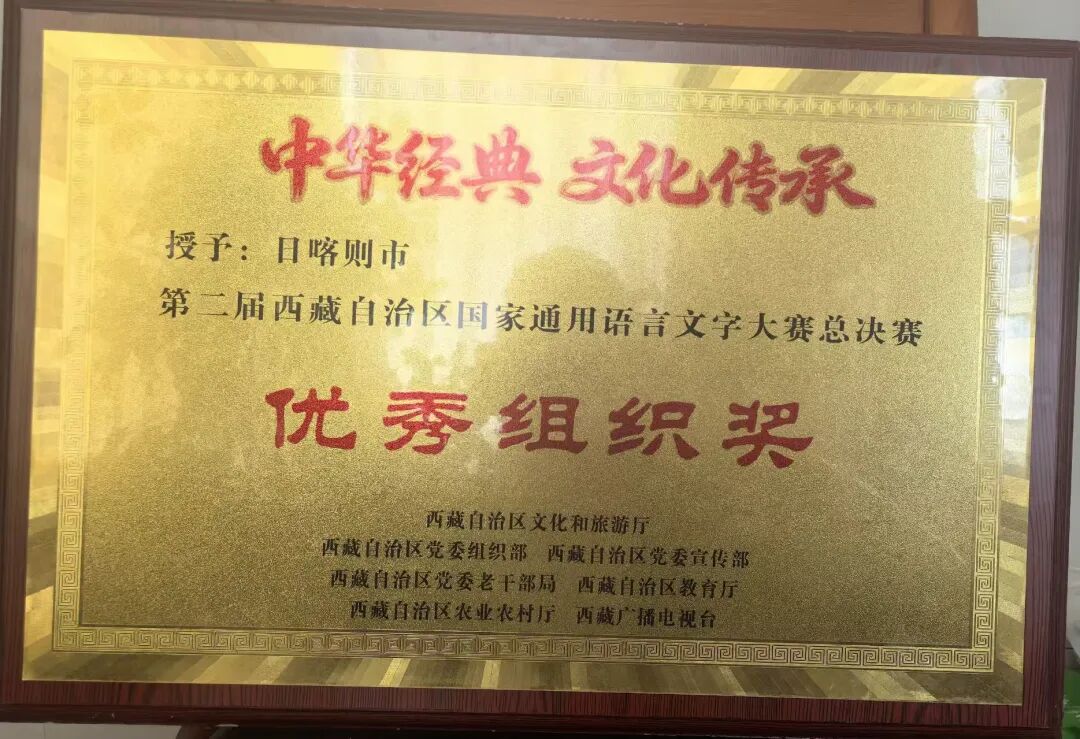 中华经典 文化传承
授予：日喀则市
第二届西藏自治区国家通用语言文字大赛总决赛
优秀组织奖
西藏自治区文化和旅游厅
西藏自治区党委组织部 西藏自治区党委宣传部
西藏自治区党委老干部局 西藏自治区教育厅
西藏自治区农业农村厅 西藏广播电视台